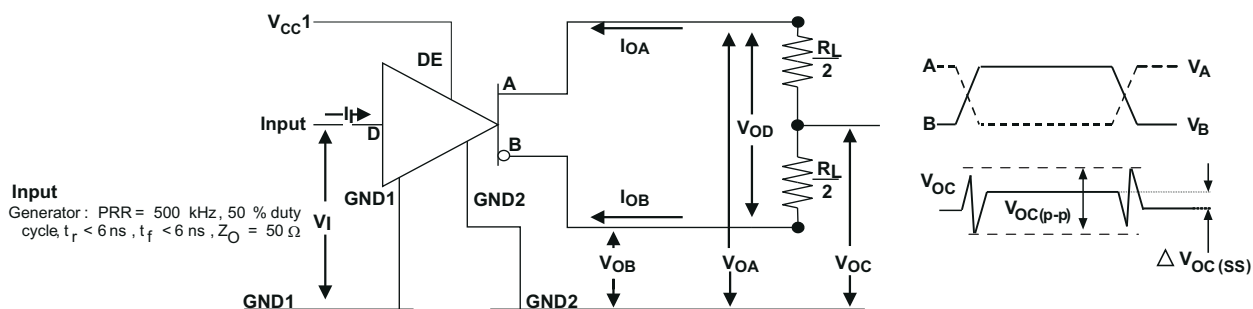 VCC1
DE
A
IOA
RL
2
Input
II
D
VOD
B
RL
2
GND1
GND2
IOB
VI
VOB
VOA
VOC
GND1
GND2
Input
Generator: PRR = 500 kHz, 50 % duty
cycle, tr < 6 ns, tf < 6 ns, ZO = 50 Ω
A
VA
B
VB
VOC
VOC(p-p)
△ VOC(SS)